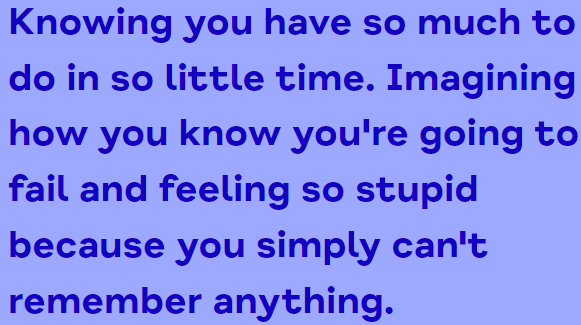 Knowing you have so much to
do in so little time. Imagining
how you know you're going to
fail and feeling so stupid
because you simply can't
remember anything.